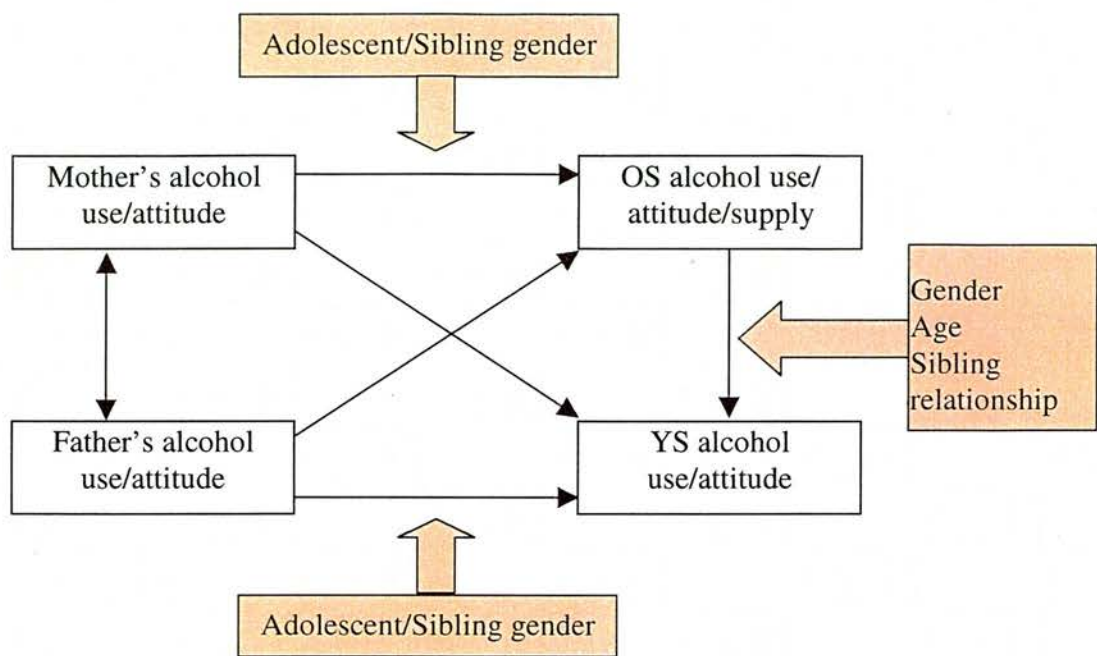 Adolescent/Sibling gender
Mother's alcohol
use/attitude
OS alcohol use/
attitude/supply
Gender
Age
Sibling
relationship
Father's alcohol
use/attitude
YS alcohol
use/attitude
Adolescent/Sibling gender